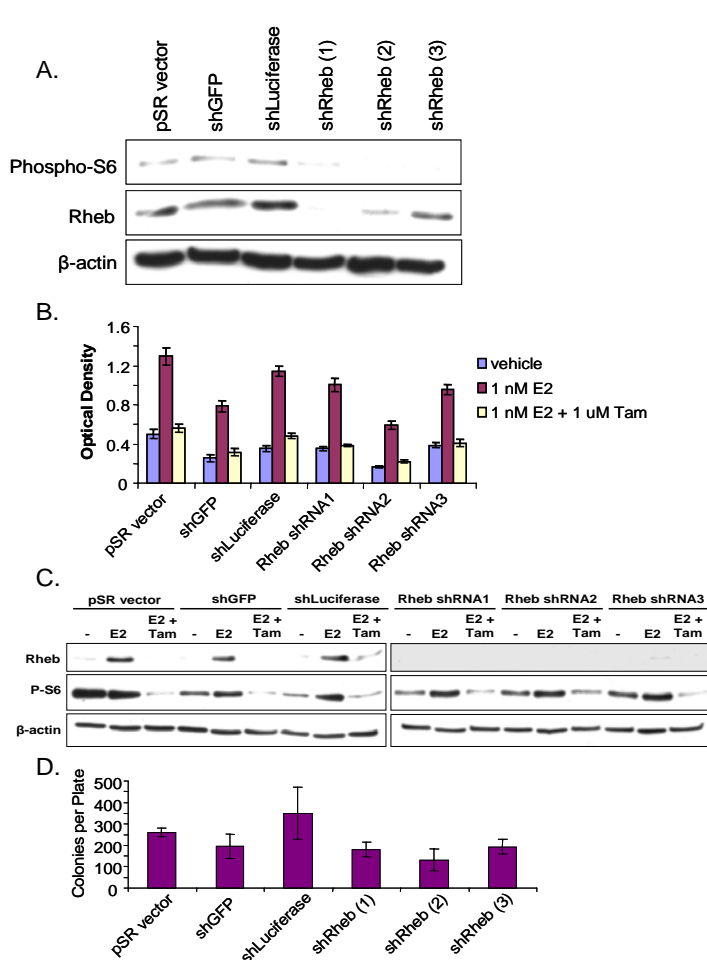 A.
pSR vector
shGFP
shLuciferase
shRheb (1)
shRheb (2)
shRheb (3)
Phospho-S6
Rheb
β-actin
B.
Optical Density
1.6
1.2
0.8
0.4
0
vehicle
1 nM E2
1 nM E2 + 1 uM Tam
pSR vector
shGFP
shLuciferase
Rheb shRNA1
Rheb shRNA2
Rheb shRNA3
C.
pSR vector shGFP shLuciferase Rheb shRNA1 Rheb shRNA2 Rheb shRNA3
- E2 E2 + Tam - E2 E2 + Tam - E2 E2 + Tam - E2 E2 + Tam - E2 E2 + Tam - E2 E2 + Tam
Rheb
P-S6
β-actin
D.
Colonies per Plate
500
400
300
200
100
0
pSR vector
shGFP
shLuciferase
shRheb (1)
shRheb (2)
shRheb (3)